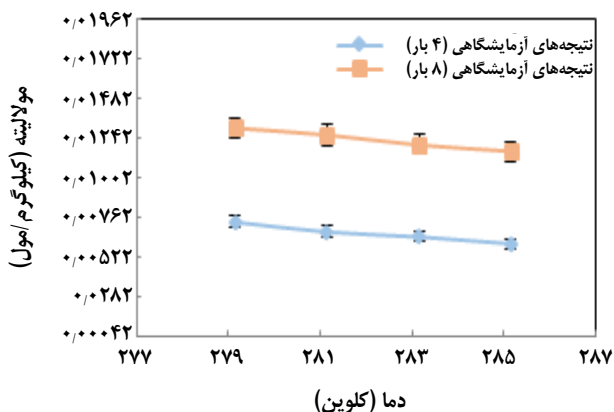 ۰٫۰۱۹۶۲
۰٫۰۱۷۲۲
۰٫۰۱۴۸۲
۰٫۰۱۲۴۲
۰٫۰۱۰۰۲
۰٫۰۰۷۶۲
۰٫۰۰۵۲۲
۰٫۰۲۸۲
۰٫۰۰۰۴۲
مولالیته (کیلوگرم/مول)
نتیجه‌های آزمایشگاهی (۴ بار)
نتیجه‌های آزمایشگاهی (۸ بار)
۲۷۷ ۲۷۹ ۲۸۱ ۲۸۳ ۲۸۵ ۲۸۷
دما (کلوین)